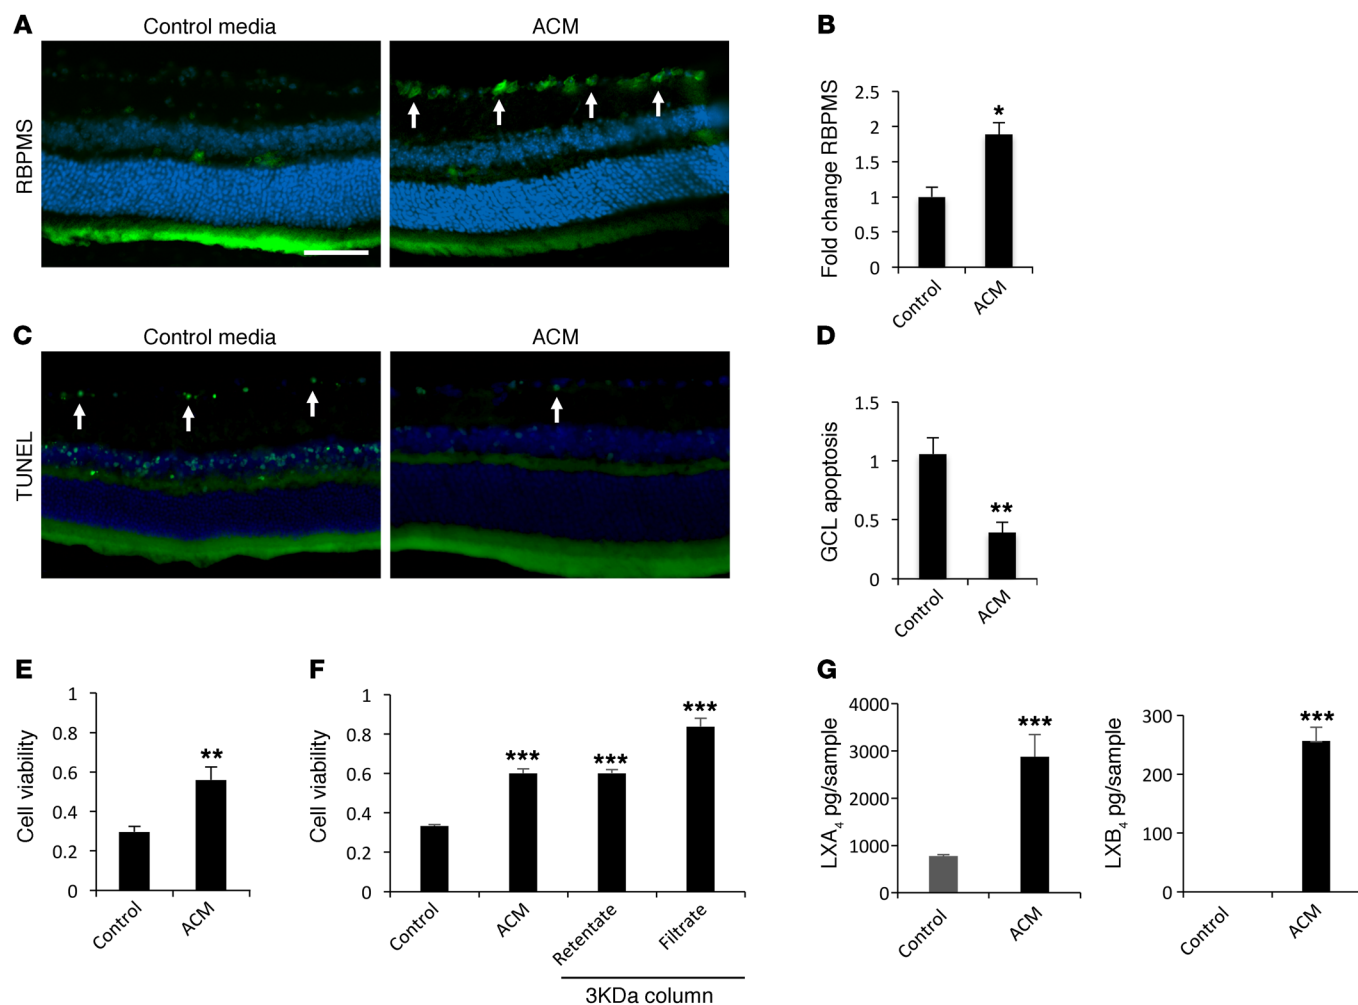 A
Control media
ACM
RBPMS
B
Fold change RBPMS
2.5
2
1.5
1
0.5
0
*
Control
ACM
C
Control media
ACM
TUNEL
D
GCL apoptosis
1.5
1
0.5
0
**
Control
ACM
E
Cell viability
1
0.8
0.6
0.4
0.2
0
**
Control
ACM
F
Cell viability
1
0.8
0.6
0.4
0.2
0
***
***
***
Control
ACM
Retentate
Filtrate
3KDa column
G
LXA4 pg/sample
4000
3000
2000
1000
0
***
Control
ACM
LXB4 pg/sample
300
200
100
0
***
Control
ACM